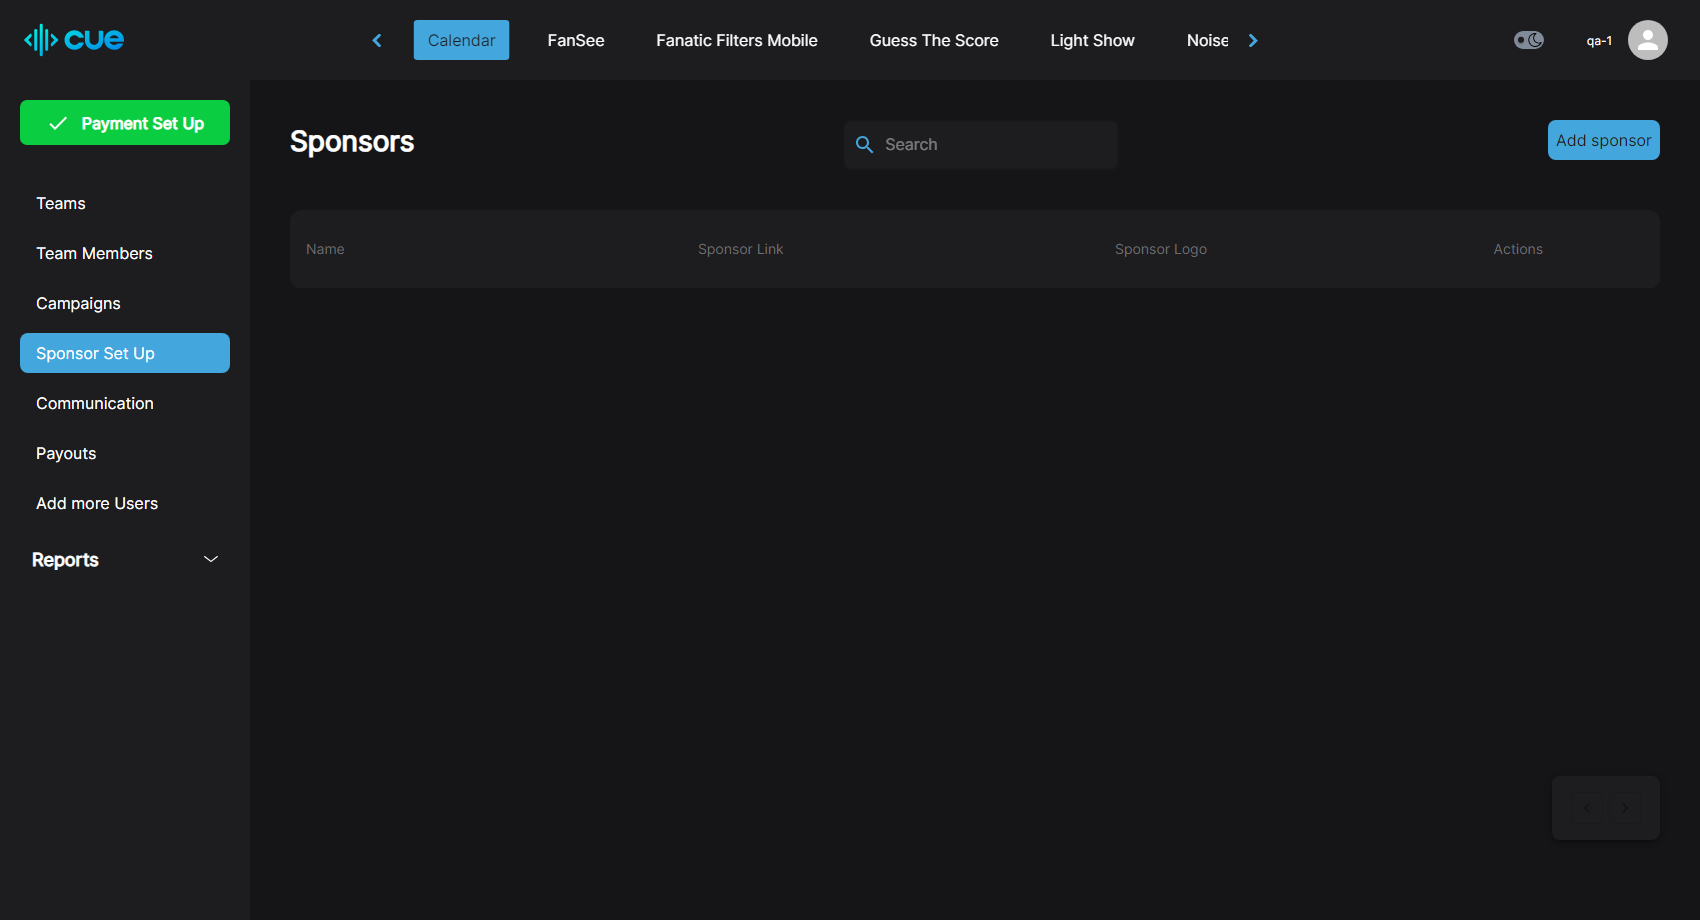 cue
Calendar
FanSee
Fanatic Filters Mobile
Guess The Score
Light Show
Noise
qa-1
Payment Set Up
Teams
Team Members
Campaigns
Sponsor Set Up
Communication
Payouts
Add more Users
Reports
Sponsors
Search
Add sponsor
Name
Sponsor Link
Sponsor Logo
Actions